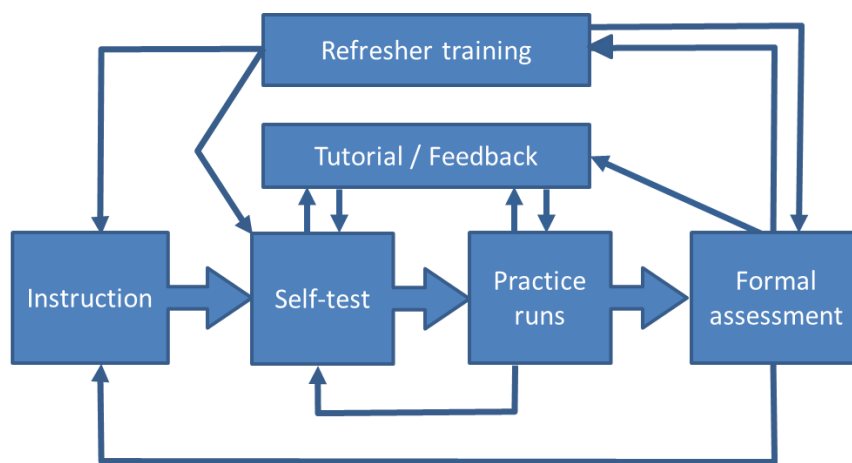 Refresher training
Tutorial / Feedback
Instruction
Self-test
Practice
runs
Formal
assessment